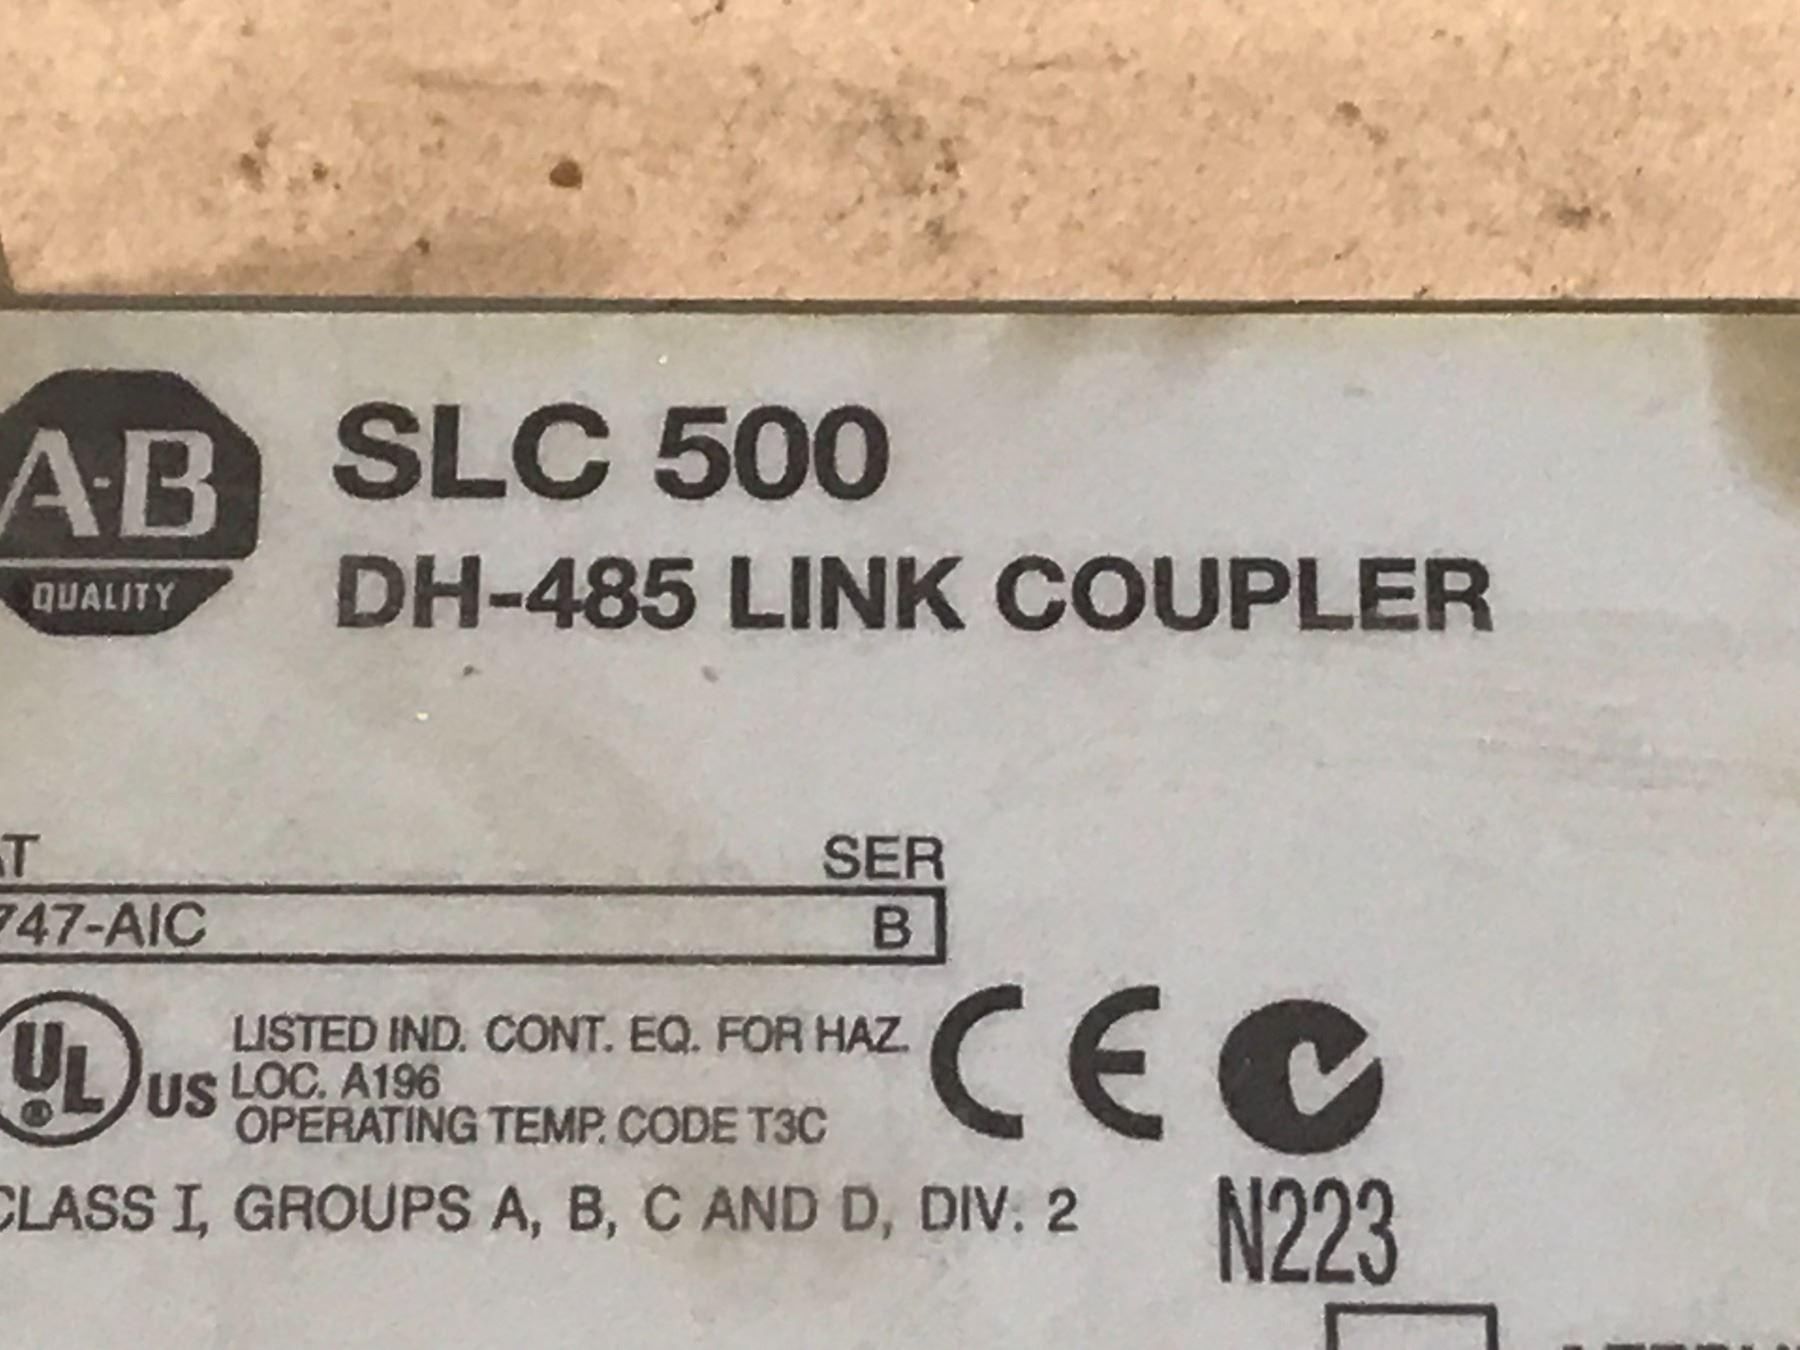 A-B
QUALITY
SLC 500
DH-485 LINK COUPLER
SER
747-AIC B
UL US
LISTED IND. CONT. EQ. FOR HAZ.
LOC. A196
OPERATING TEMP. CODE T3C
CE
CLASS I, GROUPS A, B, C AND D, DIV. 2
N223